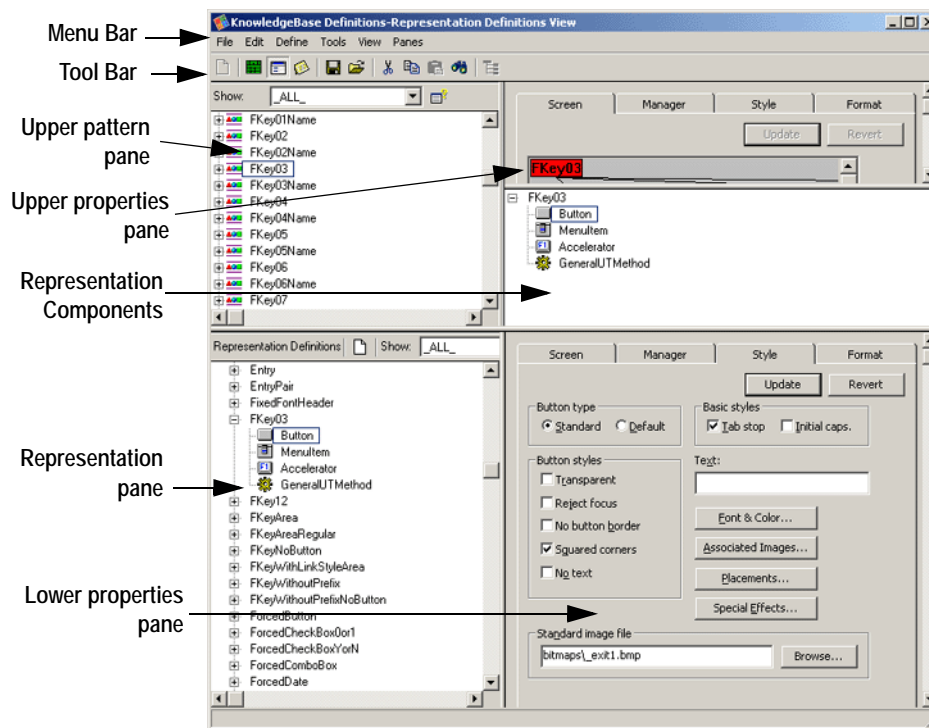 KnowledgeBase Definitions-Representation Definitions View
Menu Bar
File Edit Define Tools View Panes
Tool Bar
Show: _ALL_
Screen Manager Style Format
Update Revert
Upper pattern
pane
FKey01Name
FKey02
FKey02Name
FKey03
FKey03Name
FKey04
FKey04Name
FKey05
FKey05Name
FKey06
FKey06Name
FKey07
Upper properties
pane
FKey03
FKey03
Button
MenuItem
Accelerator
GeneralUTMethod
Representation
Components
Representation Definitions Show: _ALL_
Entry
EntryPair
FixedFontHeader
FKey03
Button
MenuItem
Accelerator
GeneralUTMethod
FKey12
FKeyArea
FKeyAreaRegular
FKeyNoButton
FKeyWithLinkStyleArea
FKeyWithoutPrefix
FKeyWithoutPrefixNoButton
ForcedButton
ForcedCheckBox0or1
ForcedCheckBoxYorN
ForcedComboBox
ForcedDate
Representation
pane
Lower properties
pane
Screen Manager Style Format
Update Revert
Button type
Standard Default
Basic styles
Tab stop Initial caps.
Button styles
Transparent
Reject focus
No button border
Squared corners
No text
Text:
Font & Color...
Associated Images...
Placements...
Special Effects...
Standard image file
bitmaps\_exit1.bmp Browse...